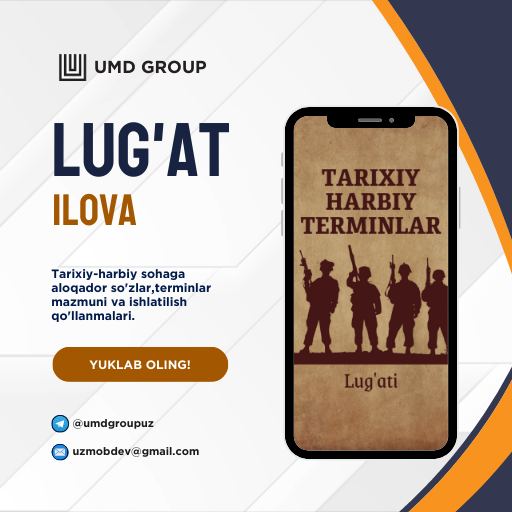 UMD GROUP
LUG'AT
ILOVA
Tarixiy-harbiy sohaga
aloqador so'zlar,terminlar
mazmuni va ishlatilish
qo'llanmalari.
YUKLAB OLING!
@umdgroupuz
uzmobdev@gmail.com
TARIXIY
HARBIY
TERMINLAR
Lug'ati